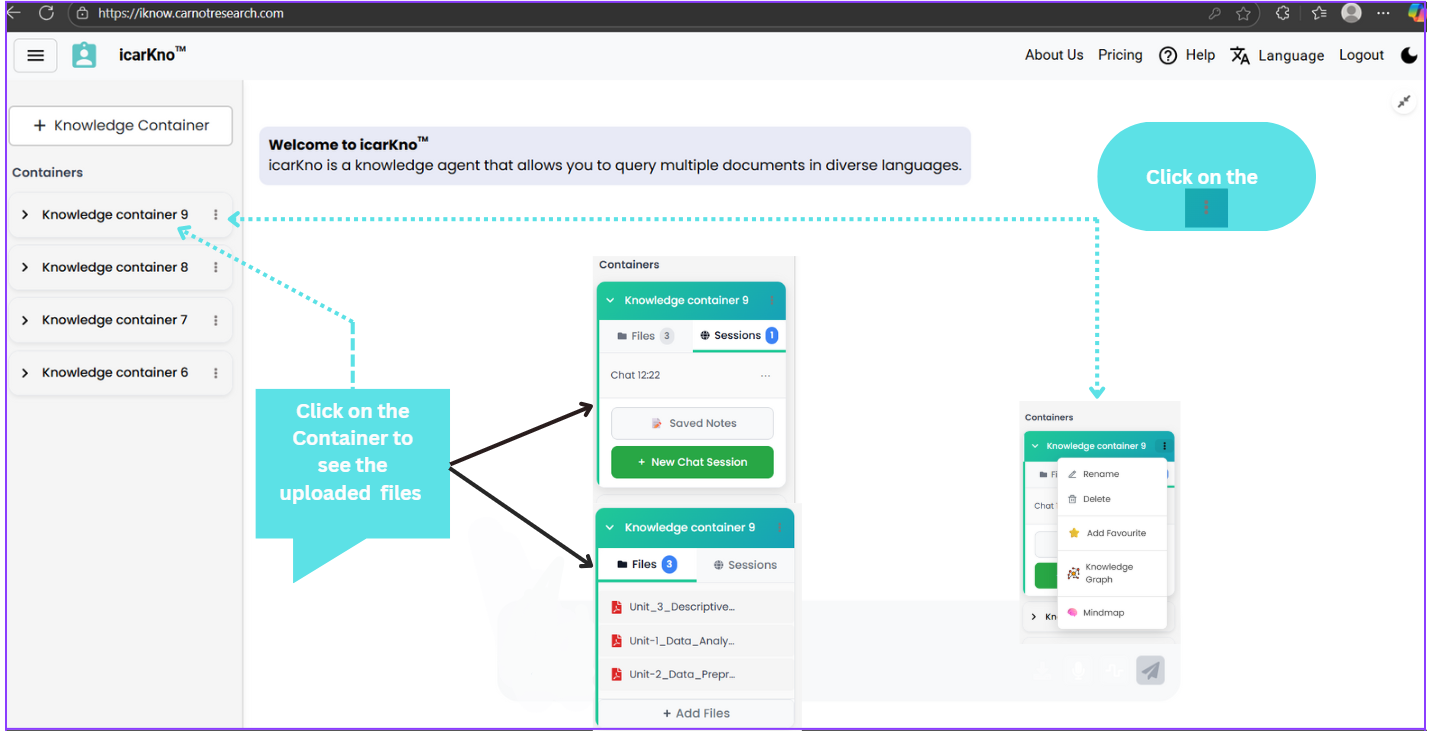 https://iknow.carnotresearch.com
icarKno™
About Us Pricing Help Language Logout
+ Knowledge Container
Containers
Knowledge container 9
Knowledge container 8
Knowledge container 7
Knowledge container 6
Welcome to icarKno™
icarKno is a knowledge agent that allows you to query multiple documents in diverse languages.
Click on the
Click on the
Container to
see the
uploaded files
Containers
Knowledge container 9
Files 3 Sessions 1
Chat 12:22
Saved Notes
+ New Chat Session
Knowledge container 9
Files 3 Sessions
Unit_3_Descriptive...
Unit-1_Data_Analy...
Unit-2_Data_Prepr...
+ Add Files
Containers
Knowledge container 9
Fi
Rename
Delete
Chat 1
Add Favourite
Knowledge
Graph
Mindmap
Kn